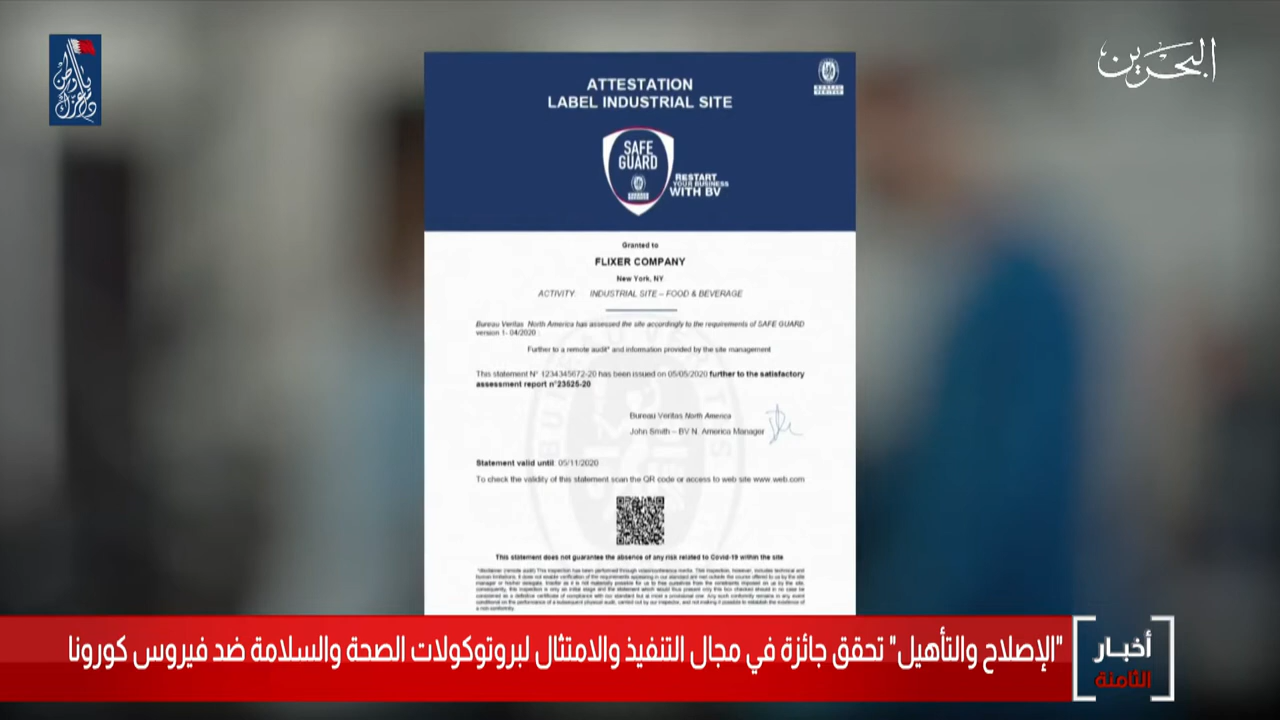 البحرين
ATTESTATION
LABEL INDUSTRIAL SITE
BUREAU
VERITAS
SAFE
GUARD
RESTART
YOUR BUSINESS
WITH BV
Granted to
FLIXER COMPANY
New York, NY
ACTIVITY: INDUSTRIAL SITE – FOOD & BEVERAGE
Bureau Veritas North America has assessed the site accordingly to the requirements of SAFE GUARD
version 1- 04/2020
Further to a remote audit* and information provided by the site management
This statement N° 1234345672-20 has been issued on 05/05/2020 further to the satisfactory
assessment report n°23525-20
Bureau Veritas North America
John Smith – BV N. America Manager
Statement valid until: 05/11/2020
To check the validity of this statement scan the QR code or access to web site www.web.com
This statement does not guarantee the absence of any risk related to Covid-19 within the site
أخبار
الثامنة
"الإصلاح والتأهيل" تحقق جائزة في مجال التنفيذ والامتثال لبروتوكولات الصحة والسلامة ضد فيروس كورونا